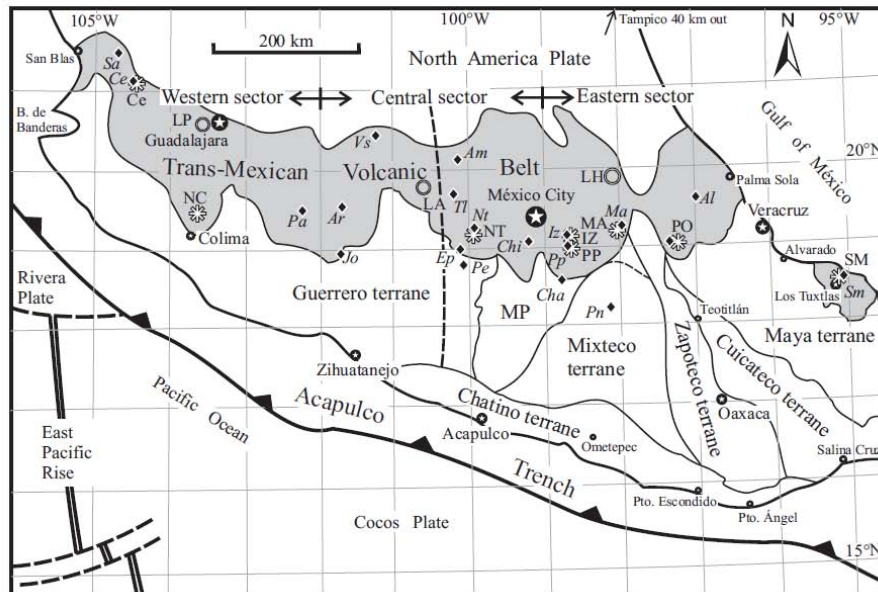 105°W
100°W
95°W
Tampico 40 km out
N
San Blas
Sa
Ce
Ce
200 km
North America Plate
Gulf of México
B. de
Banderas
Western sector
Central sector
Eastern sector
LP
Guadalajara
Vs
Am
20°N
Trans-Mexican
Volcanic
Belt
LH
Palma Sola
NC
Pa
Ar
LA
Tl
México City
Ma
Al
Veracruz
Colima
Nt
NT
Chi
Iz
MA
IZ
PP
Pp
PO
Alvarado
SM
Sm
Jo
Ep
Pe
Cha
Los Tuxtlas
Rivera
Plate
Guerrero terrane
MP
Pn
Teotitlán
Maya terrane
Mixteco
terrane
Zapoteco terrane
Cuicateco terrane
Zihuatanejo
Pacific Ocean
Acapulco
Trench
Chatino terrane
Acapulco
Oaxaca
Ometepec
Salina Cruz
East
Pacific
Rise
Pto. Escondido
Pto. Ángel
Cocos Plate
15°N